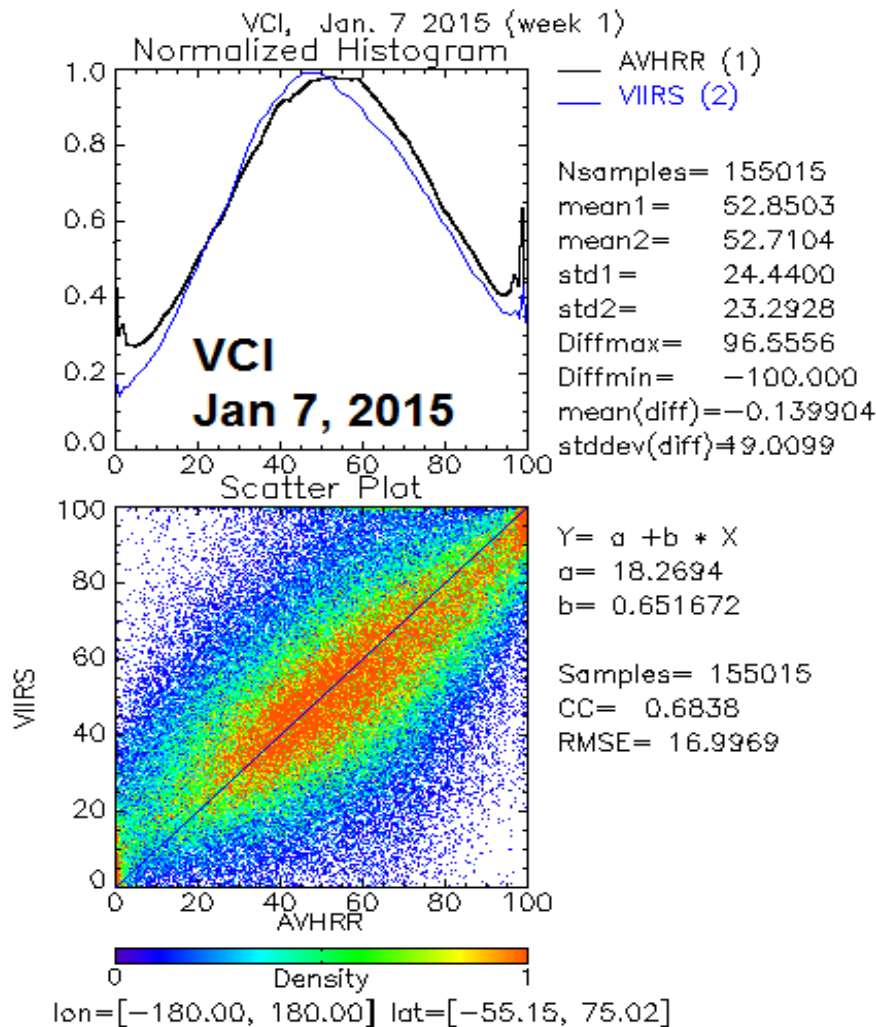 VCI, Jan. 7 2015 (week 1)
Normalized Histogram
AVHRR (1)
VIIRS (2)
1.0
0.8
0.6
0.4
0.2
0.0
0 20 40 60 80 100
VCI
Jan 7, 2015
Nsamples= 155015
mean1= 52.8503
mean2= 52.7104
std1= 24.4400
std2= 23.2928
Diffmax= 96.5556
Diffmin= -100.000
mean(diff)=-0.139904
stddev(diff)=49.0099
Scatter Plot
100
80
60
40
20
0
VIIRS
0 20 40 60 80 100
AVHRR
Y= a +b * X
a= 18.2694
b= 0.651672
Samples= 155015
CC= 0.6838
RMSE= 16.9969
0 Density 1
lon=[-180.00, 180.00] lat=[-55.15, 75.02]